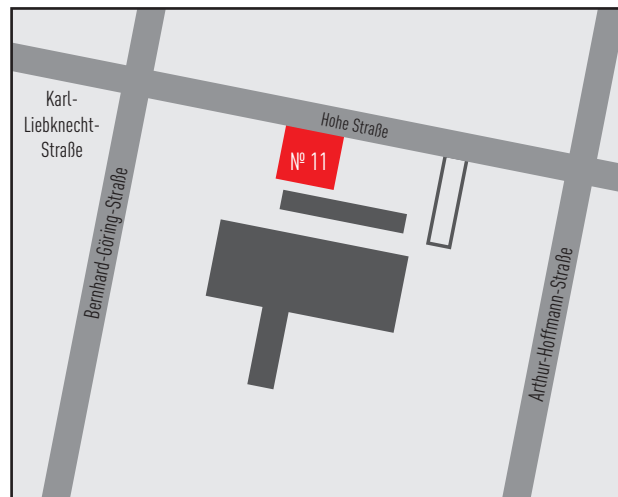 Karl-
Liebknecht-
Straße
Hohe Straße
№ 11
Bernhard-Göring-Straße
Arthur-Hoffmann-Straße